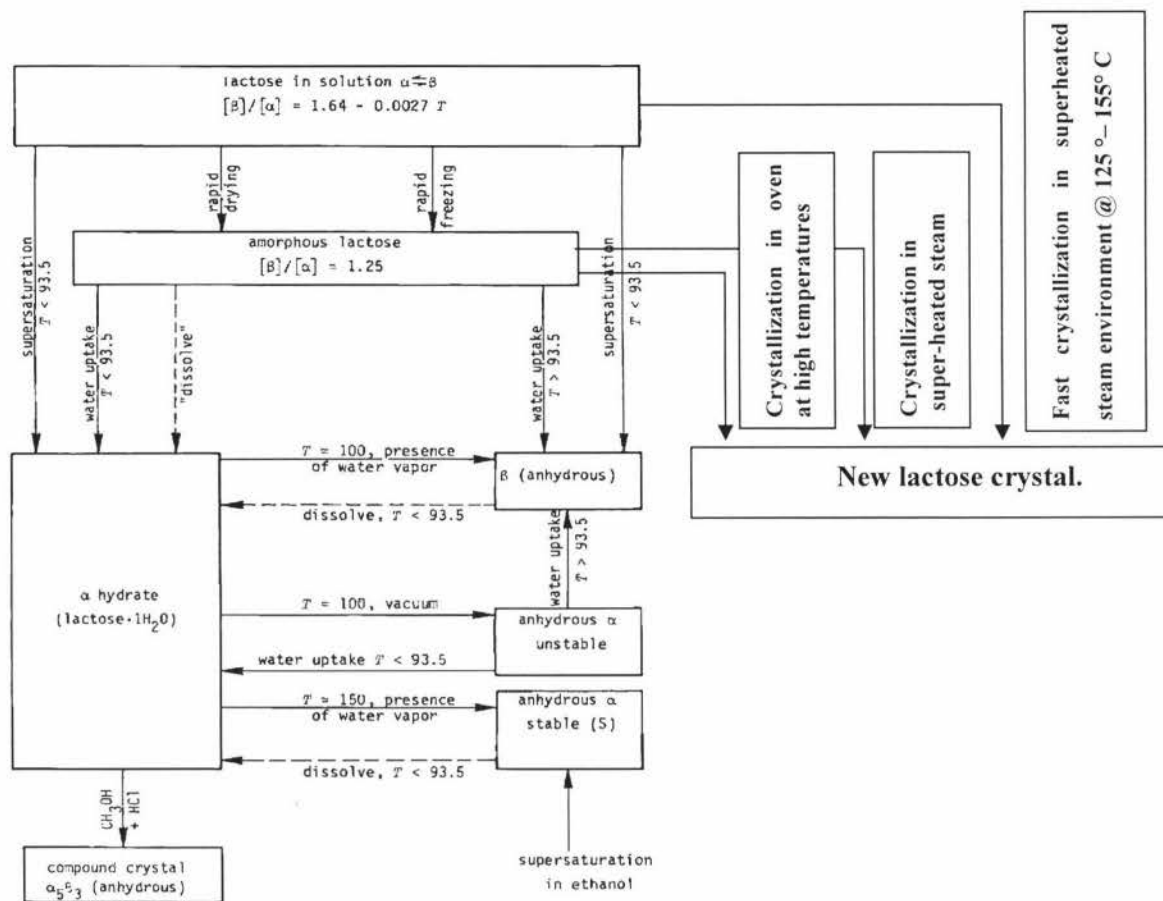 lactose in solution α⇋β
[β]/[α] = 1.64 - 0.0027 T
rapid
drying
rapid
freezing
supersaturation
T < 93.5
supersaturation
T < 93.5
amorphous lactose
[β]/[α] = 1.25
water uptake
T < 93.5
"dissolve"
water uptake
T > 93.5
Crystallization in oven
at high temperatures
Crystallization in
super-heated steam
Fast crystallization in superheated
steam environment @ 125 °– 155° C
New lactose crystal.
T = 100, presence
of water vapor
β (anhydrous)
dissolve, T < 93.5
water uptake
T > 93.5
α hydrate
(lactose·1H₂O)
T = 100, vacuum
anhydrous α
unstable
water uptake T < 93.5
T = 150, presence
of water vapor
anhydrous α
stable (S)
dissolve, T < 93.5
CH₃OH
+ HCl
compound crystal
α₅β₃ (anhydrous)
supersaturation
in ethanol